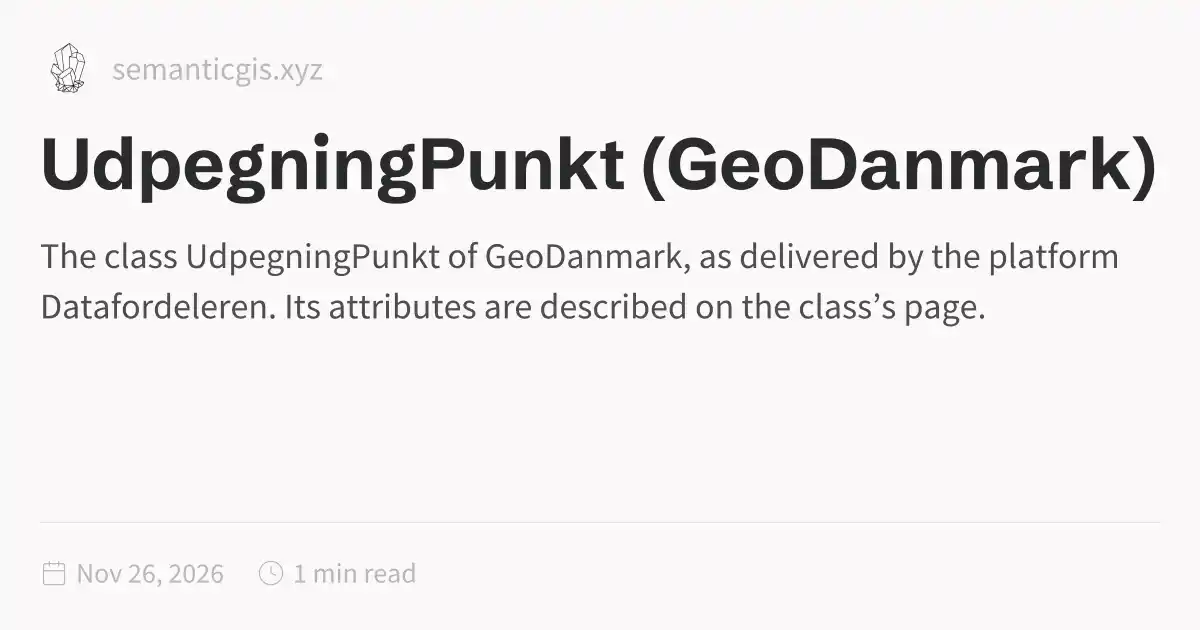 semanticgis.xyz
UdpegningPunkt (GeoDanmark)
The class UdpegningPunkt of GeoDanmark, as delivered by the platform
Datafordeleren. Its attributes are described on the class’s page.
Nov 26, 2026 1 min read